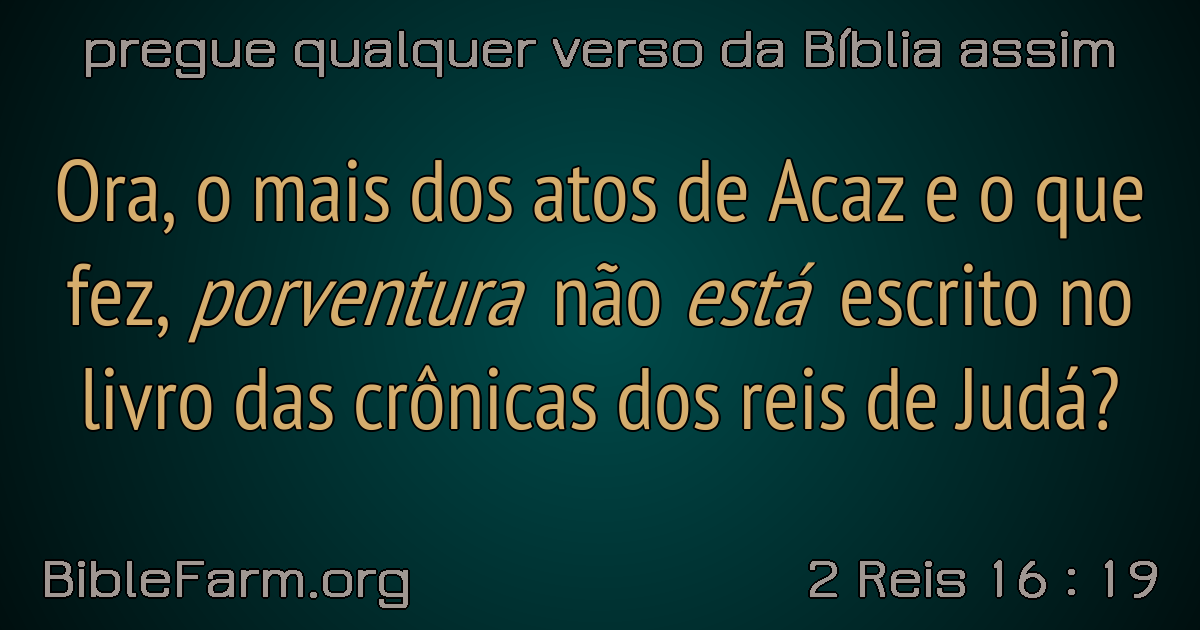 pregue qualquer verso da Bíblia assim
Ora, o mais dos atos de Acaz e o que
fez, porventura não está escrito no
livro das crônicas dos reis de Judá?
BibleFarm.org
2 Reis 16 : 19